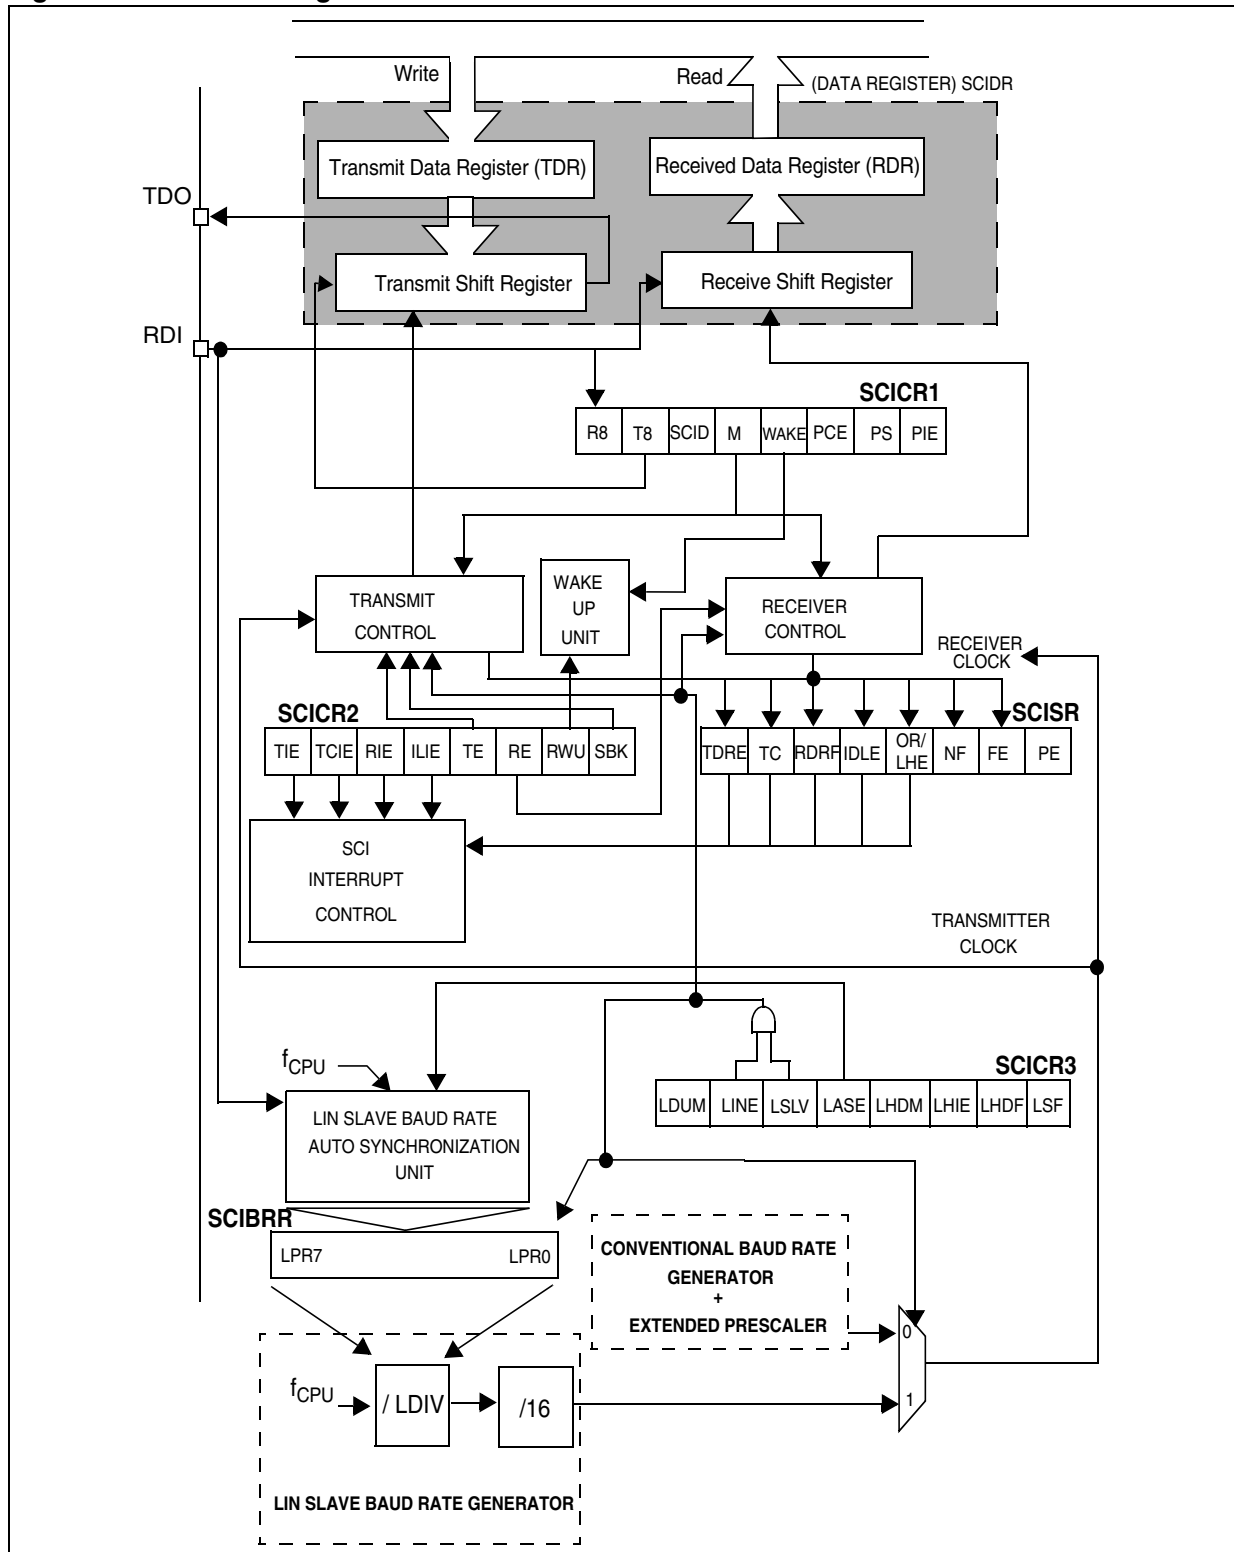 Write
Read
(DATA REGISTER) SCIDR
Transmit Data Register (TDR)
Received Data Register (RDR)
TDO
Transmit Shift Register
Receive Shift Register
RDI
SCICR1
R8 T8 SCID M WAKE PCE PS PIE
TRANSMIT
CONTROL
WAKE
UP
UNIT
RECEIVER
CONTROL
RECEIVER
CLOCK
SCICR2
TIE TCIE RIE ILIE TE RE RWU SBK
SCISR
TDRE TC RDRF IDLE OR/
LHE NF FE PE
SCI
INTERRUPT
CONTROL
TRANSMITTER
CLOCK
fCPU
SCICR3
LDUM LINE LSLV LASE LHDM LHIE LHDF LSF
LIN SLAVE BAUD RATE
AUTO SYNCHRONIZATION
UNIT
SCIBRR
LPR7
LPR0
CONVENTIONAL BAUD RATE
GENERATOR
+
EXTENDED PRESCALER
0
1
fCPU
/ LDIV
/16
LIN SLAVE BAUD RATE GENERATOR